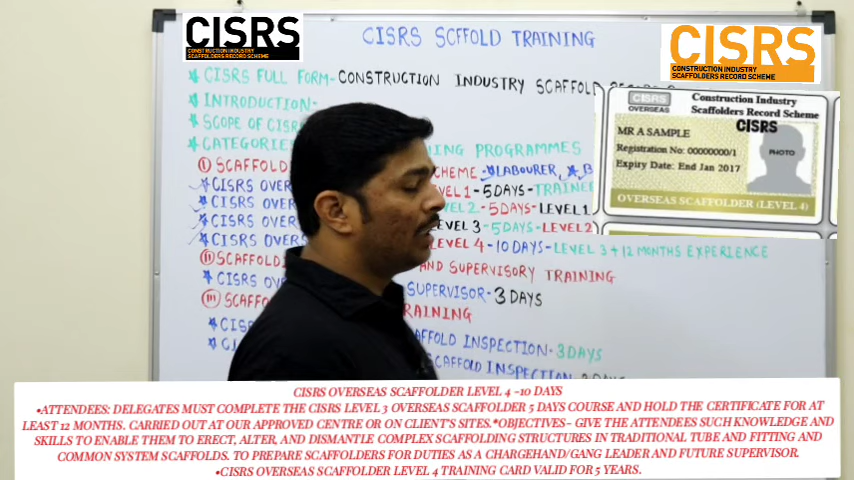 CISRS
CONSTRUCTION INDUSTRY
SCAFFOLDERS RECORD SCHEME
CISRS SCFFOLD TRAINING
CISRS
CONSTRUCTION INDUSTRY
SCAFFOLDERS RECORD SCHEME
★ CISRS FULL FORM- CONSTRUCTION INDUSTRY SCAFFOLD
★ INTRODUCTION:-
★ SCOPE OF CISRS
★ CATEGORIE NING PROGRAMMES
CISRS
OVERSEAS
Construction Industry
Scaffolders Record Scheme
CISRS
MR A SAMPLE
Registration No: 00000000/1
Expiry Date: End Jan 2017
PHOTO
OVERSEAS SCAFFOLDER (LEVEL 4)
(I) SCAFFOLD CHEME - ★LABOURER, ★ B
★ CISRS OVER LEVEL 1 - 5 DAYS - TRAINEE
★ CISRS OVER LEVEL 2 - 5 DAYS - LEVEL 1
★ CISRS OVER LEVEL 3 - 5 DAYS - LEVEL 2
★ CISRS OVERS LEVEL 4 - 10 DAYS - LEVEL 3 + 12 MONTHS EXPERIENCE
(II) SCAFFOLD AND SUPERVISORY TRAINING
★ CISRS OVE SUPERVISOR - 3 DAYS
(III) SCAFFO RAINING
★ CISR AFFOLD INSPECTION - 3 DAYS
SCAFFOLD INSPECTION
CISRS OVERSEAS SCAFFOLDER LEVEL 4 -10 DAYS
•ATTENDEES: DELEGATES MUST COMPLETE THE CISRS LEVEL 3 OVERSEAS SCAFFOLDER 5 DAYS COURSE AND HOLD THE CERTIFICATE FOR AT
LEAST 12 MONTHS. CARRIED OUT AT OUR APPROVED CENTRE OR ON CLIENT'S SITES.*OBJECTIVES- GIVE THE ATTENDEES SUCH KNOWLEDGE AND
SKILLS TO ENABLE THEM TO ERECT, ALTER, AND DISMANTLE COMPLEX SCAFFOLDING STRUCTURES IN TRADITIONAL TUBE AND FITTING AND
COMMON SYSTEM SCAFFOLDS. TO PREPARE SCAFFOLDERS FOR DUTIES AS A CHARGEHAND/GANG LEADER AND FUTURE SUPERVISOR.
•CISRS OVERSEAS SCAFFOLDER LEVEL 4 TRAINING CARD VALID FOR 5 YEARS.